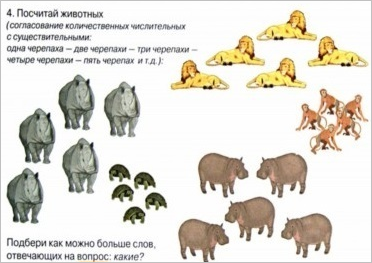 4. Посчитай животных
(согласование количественных числительных
с существительными:
одна черепаха — две черепахи — три черепахи —
четыре черепахи — пять черепах и т.д.):
Подбери как можно больше слов,
отвечающих на вопрос: какие?